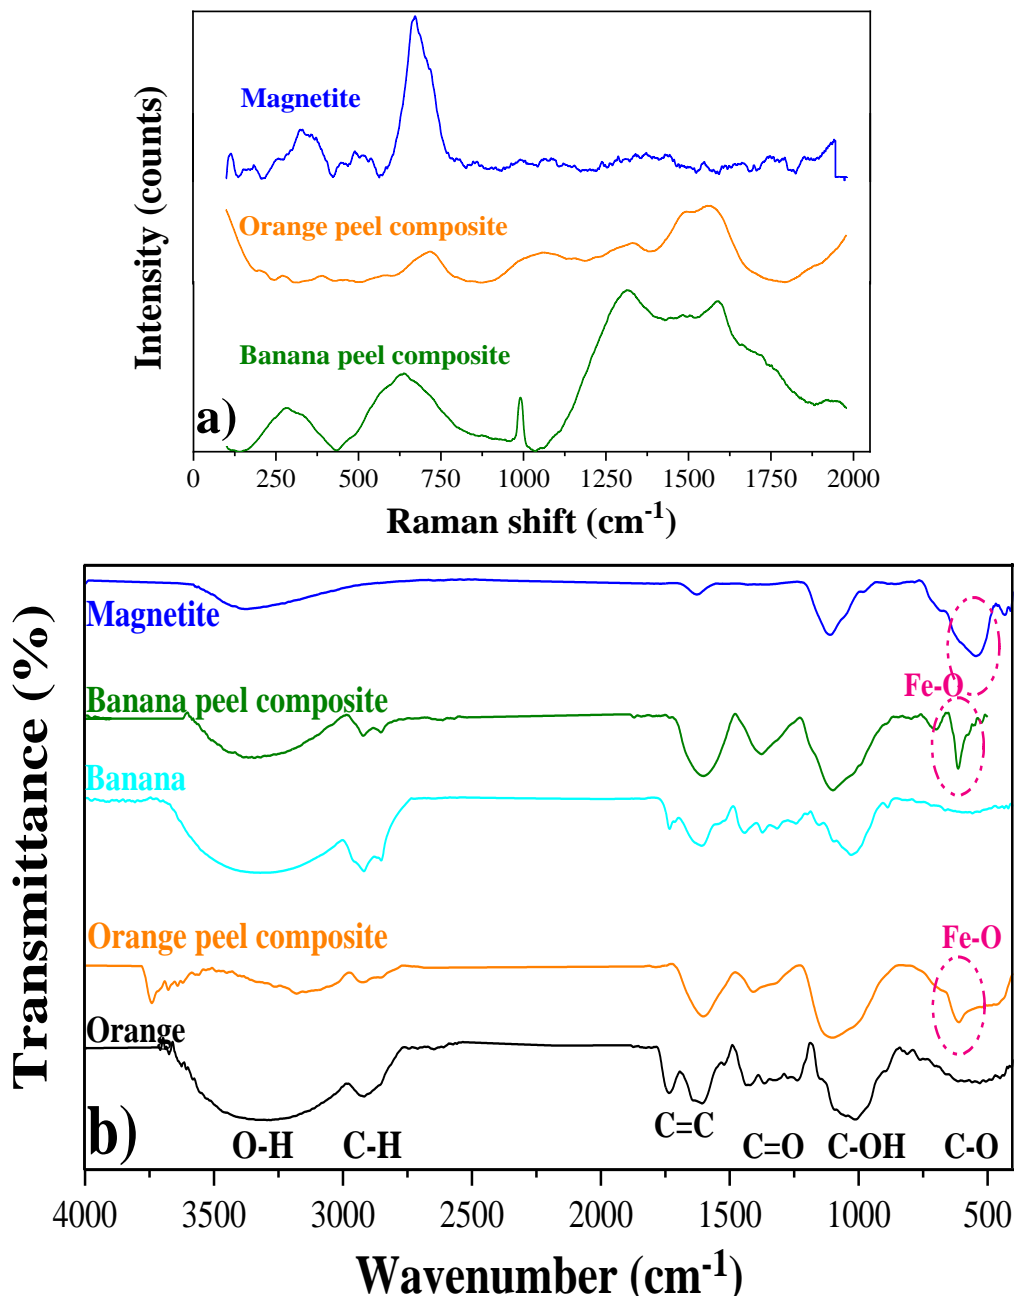 Magnetite
Orange peel composite
Banana peel composite
a)
Intensity (counts)
0 250 500 750 1000 1250 1500 1750 2000
Raman shift (cm-1)
Magnetite
Banana peel composite
Fe-O
Banana
Orange peel composite
Fe-O
Orange
b)
O-H
C-H
C=C
C=O
C-OH
C-O
Transmittance (%)
4000 3500 3000 2500 2000 1500 1000 500
Wavenumber (cm-1)